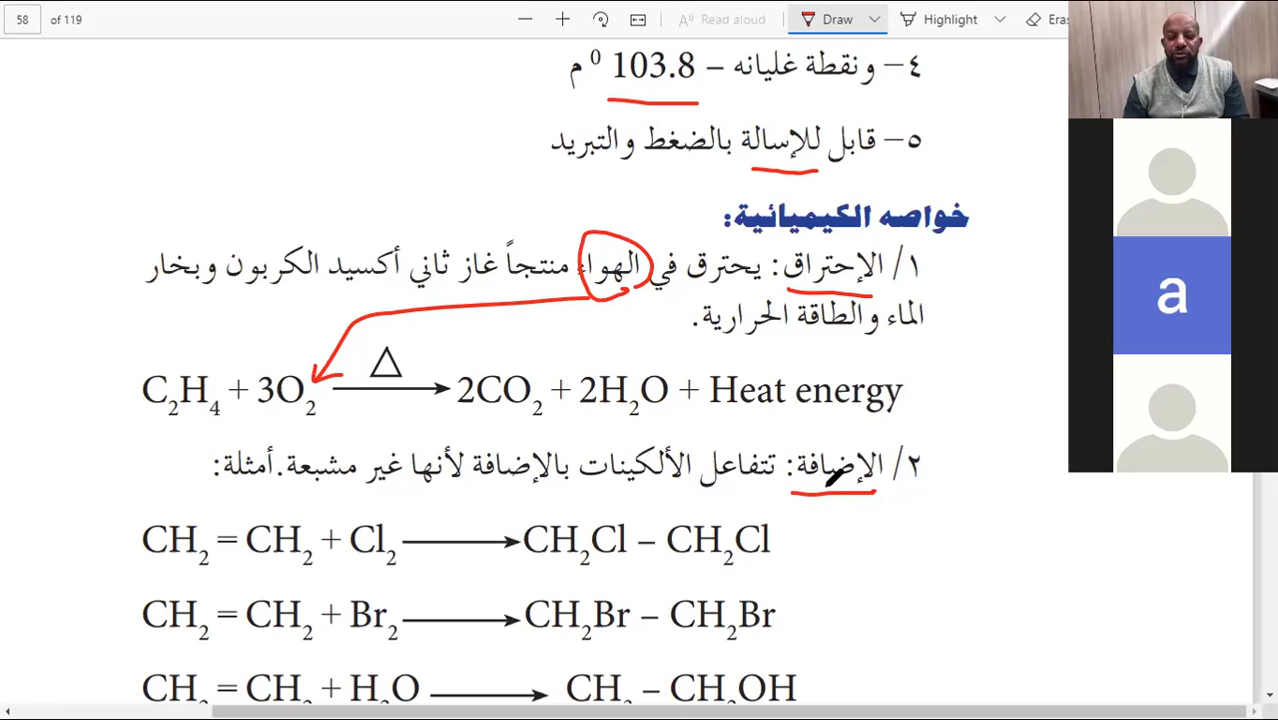 58 of 119 Read aloud Draw Highlight
٤– ونقطة غليانه – 103.8 ⁰ م
٥– قابل للإسالة بالضغط والتبريد
خواصه الكيميائية:
١/ الإحتراق: يحترق في الهواء منتجاً غاز ثاني أكسيد الكربون وبخار
الماء والطاقة الحرارية.
△
C₂H₄ + 3O₂ ⟶ 2CO₂ + 2H₂O + Heat energy
٢/ الإضافة: تتفاعل الألكينات بالإضافة لأنها غير مشبعة.أمثلة:
CH₂ = CH₂ + Cl₂ ⟶ CH₂Cl – CH₂Cl
CH₂ = CH₂ + Br₂ ⟶ CH₂Br – CH₂Br
CH₂ = CH₂ + H₂O ⟶ CH₃ – CH₂OH
a